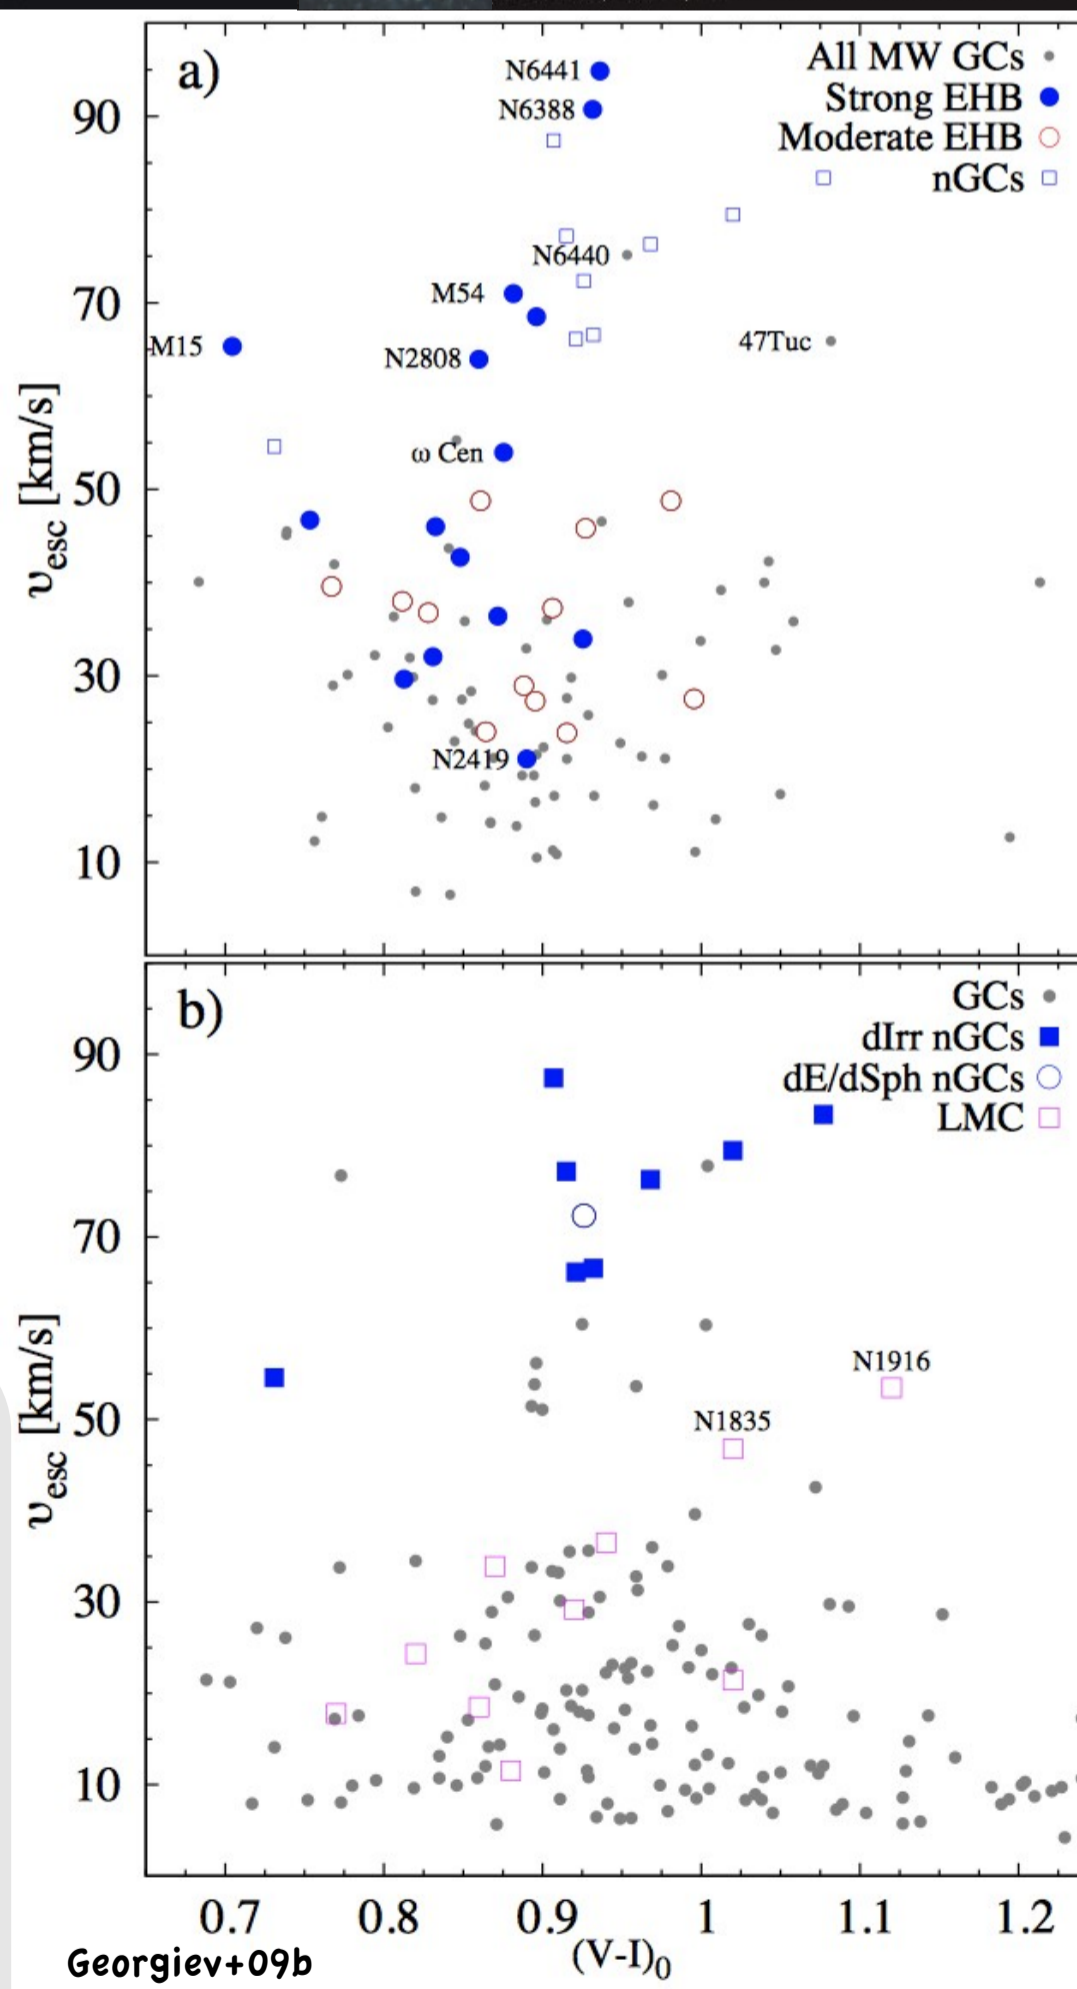 a)
All MW GCs
Strong EHB
Moderate EHB
nGCs
N6441
N6388
N6440
M54
M15
N2808
47Tuc
ω Cen
N2419
90
70
50
30
10
υesc [km/s]
b)
GCs
dIrr nGCs
dE/dSph nGCs
LMC
N1916
N1835
90
70
50
30
10
υesc [km/s]
0.7 0.8 0.9 1 1.1 1.2
(V-I)0
Georgiev+09b